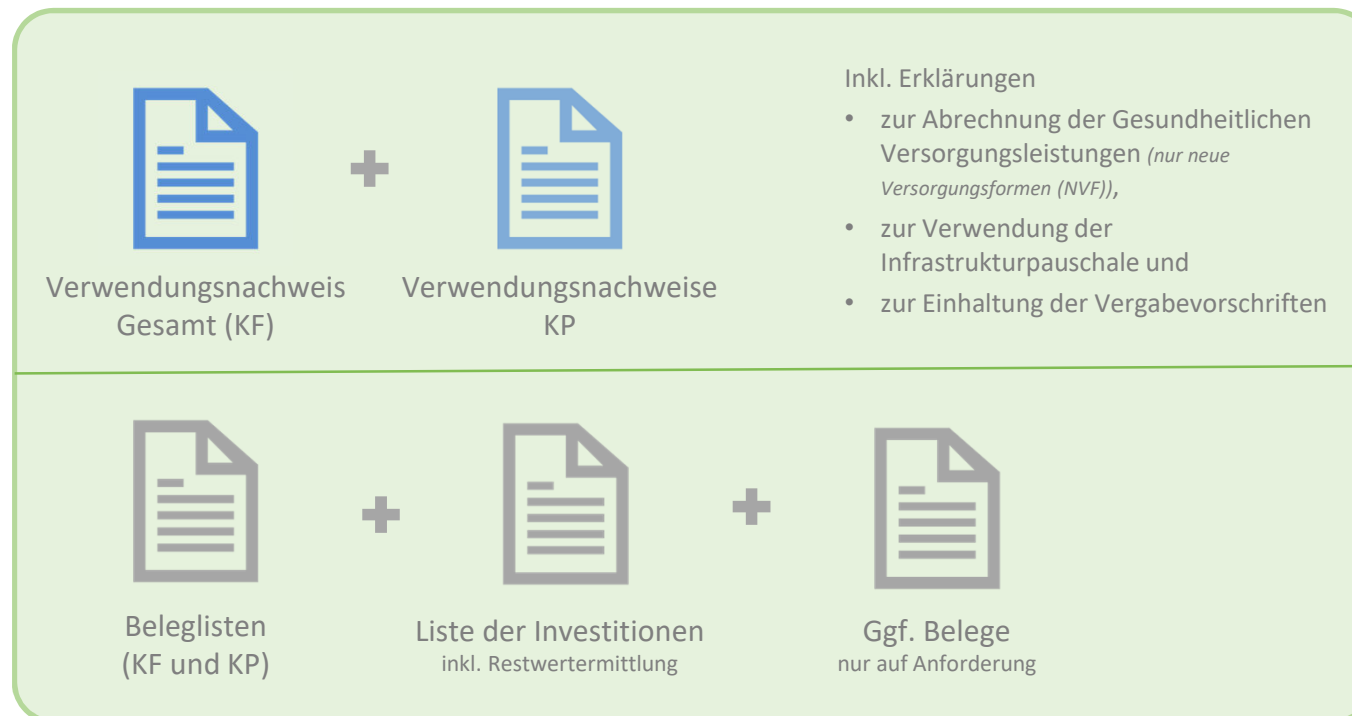 Verwendungsnachweis
Gesamt (KF)
Verwendungsnachweise
KP
Inkl. Erklärungen
• zur Abrechnung der Gesundheitlichen
Versorgungsleistungen (nur neue
Versorgungsformen (NVF)),
• zur Verwendung der
Infrastrukturpauschale und
• zur Einhaltung der Vergabevorschriften
Beleglisten
(KF und KP)
Liste der Investitionen
inkl. Restwertermittlung
Ggf. Belege
nur auf Anforderung